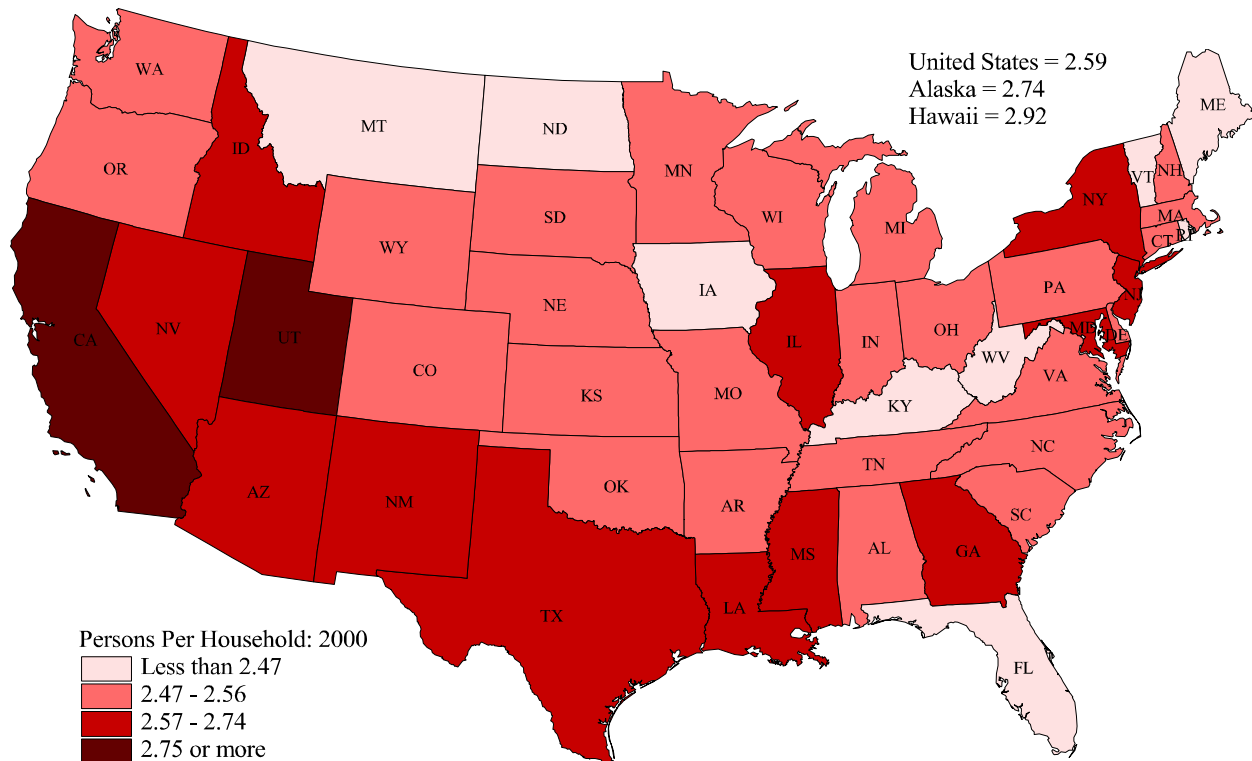 United States = 2.59
Alaska = 2.74
Hawaii = 2.92
WA
MT
ND
ME
ID
OR
MN
VT
NH
NY
SD
WI
MI
MA
WY
CT
RI
IA
PA
NE
NJ
NV
UT
CA
OH
IL
IN
MD
DE
WV
CO
VA
KS
MO
KY
NC
TN
AZ
NM
OK
AR
SC
MS
AL
GA
TX
LA
FL
Persons Per Household: 2000
Less than 2.47
2.47 - 2.56
2.57 - 2.74
2.75 or more